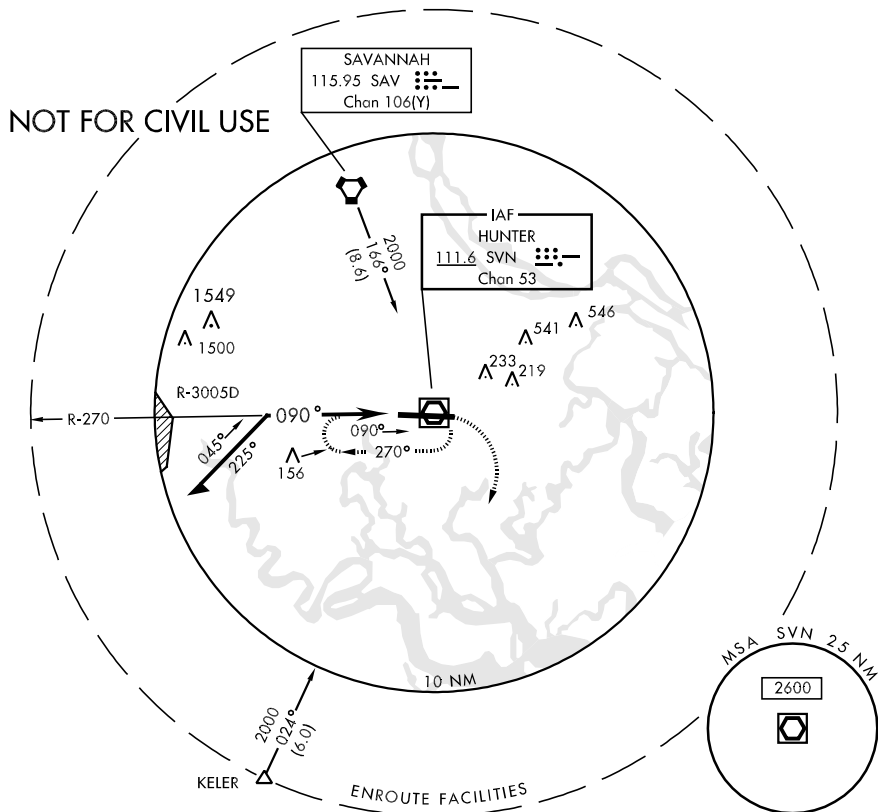 SAVANNAH
115.95 SAV
Chan 106(Y)
NOT FOR CIVIL USE
IAF
HUNTER
111.6 SVN
Chan 53
2000
166°
(8.6)
1549
1500
546
541
233
219
R-3005D
R-270
090°
090°
270°
045°
225°
156
10 NM
2000
024°
(6.0)
KELER
ENROUTE FACILITIES
MSA SVN 25 NM
2600